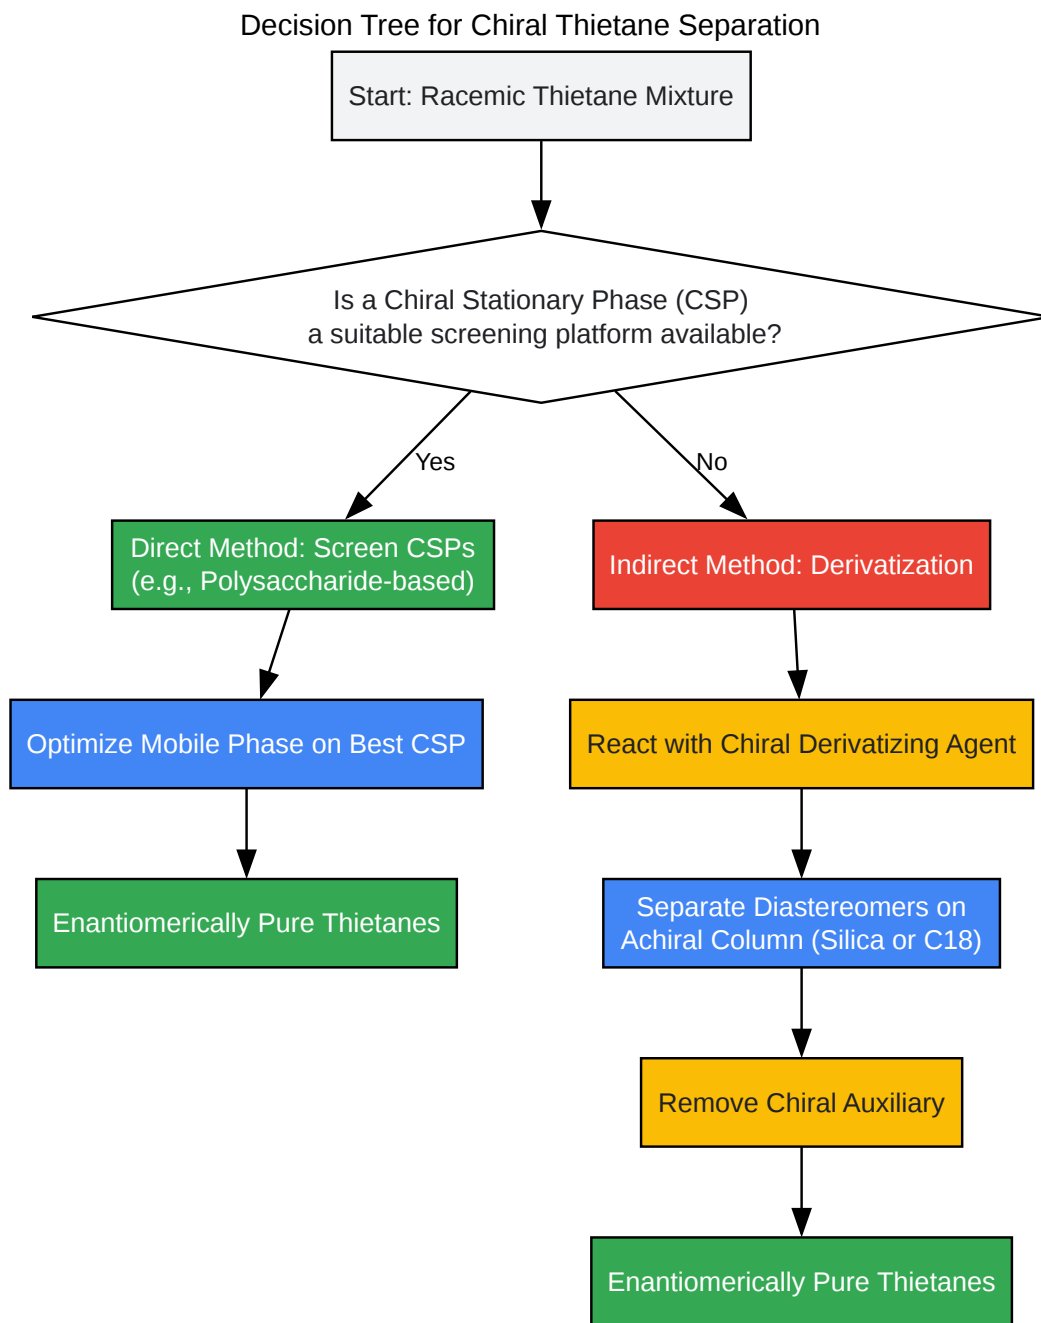 Decision Tree for Chiral Thietane Separation
Start: Racemic Thietane Mixture
Is a Chiral Stationary Phase (CSP)
a suitable screening platform available?
Yes
No
Direct Method: Screen CSPs
(e.g., Polysaccharide-based)
Indirect Method: Derivatization
Optimize Mobile Phase on Best CSP
React with Chiral Derivatizing Agent
Enantiomerically Pure Thietanes
Separate Diastereomers on
Achiral Column (Silica or C18)
Remove Chiral Auxiliary
Enantiomerically Pure Thietanes